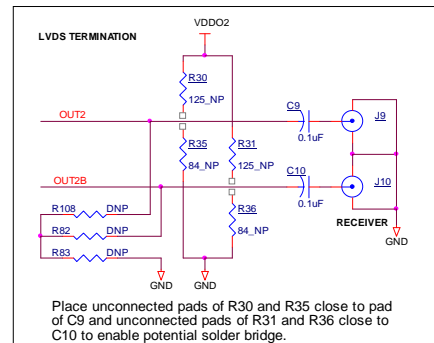 LVDS TERMINATION
VDDO2
R30
125_NP
OUT2
R35
84_NP
R31
125_NP
C9
0.1uF
J9
OUT2B
C10
0.1uF
J10
R36
84_NP
RECEIVER
R108 DNP
R82 DNP
R83 DNP
GND
GND
GND
Place unconnected pads of R30 and R35 close to pad
of C9 and unconnected pads of R31 and R36 close to
C10 to enable potential solder bridge.